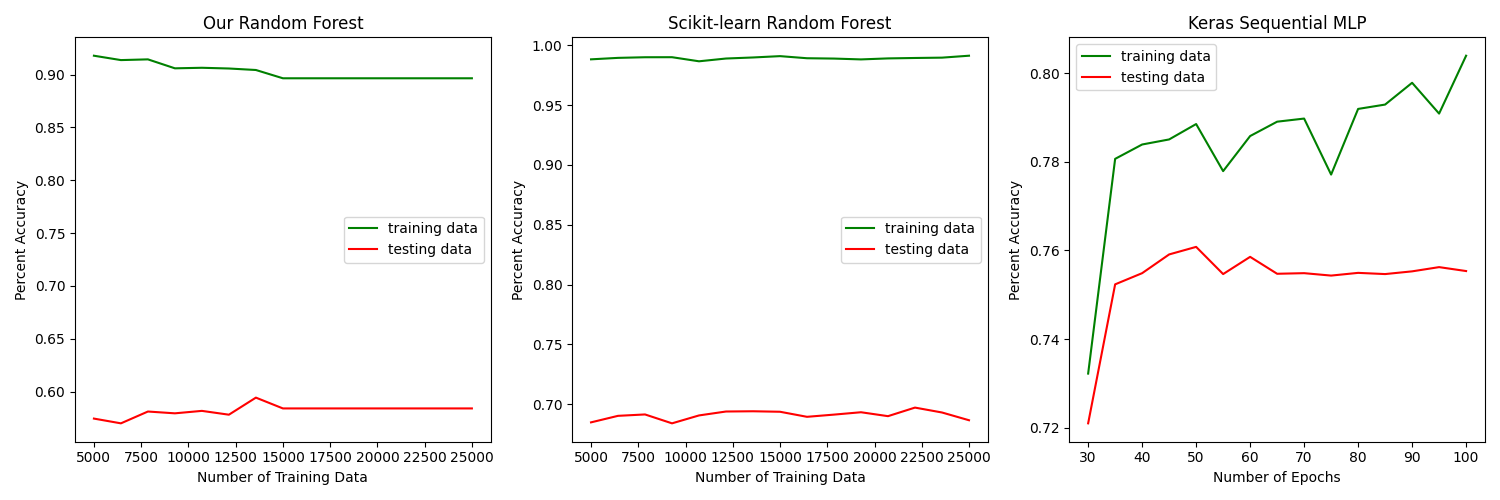 Our Random Forest
Percent Accuracy
0.90
0.85
0.80
0.75
0.70
0.65
0.60
training data
testing data
5000 7500 10000 12500 15000 17500 20000 22500 25000
Number of Training Data
Scikit-learn Random Forest
Percent Accuracy
1.00
0.95
0.90
0.85
0.80
0.75
0.70
training data
testing data
5000 7500 10000 12500 15000 17500 20000 22500 25000
Number of Training Data
Keras Sequential MLP
training data
testing data
Percent Accuracy
0.80
0.78
0.76
0.74
0.72
30 40 50 60 70 80 90 100
Number of Epochs